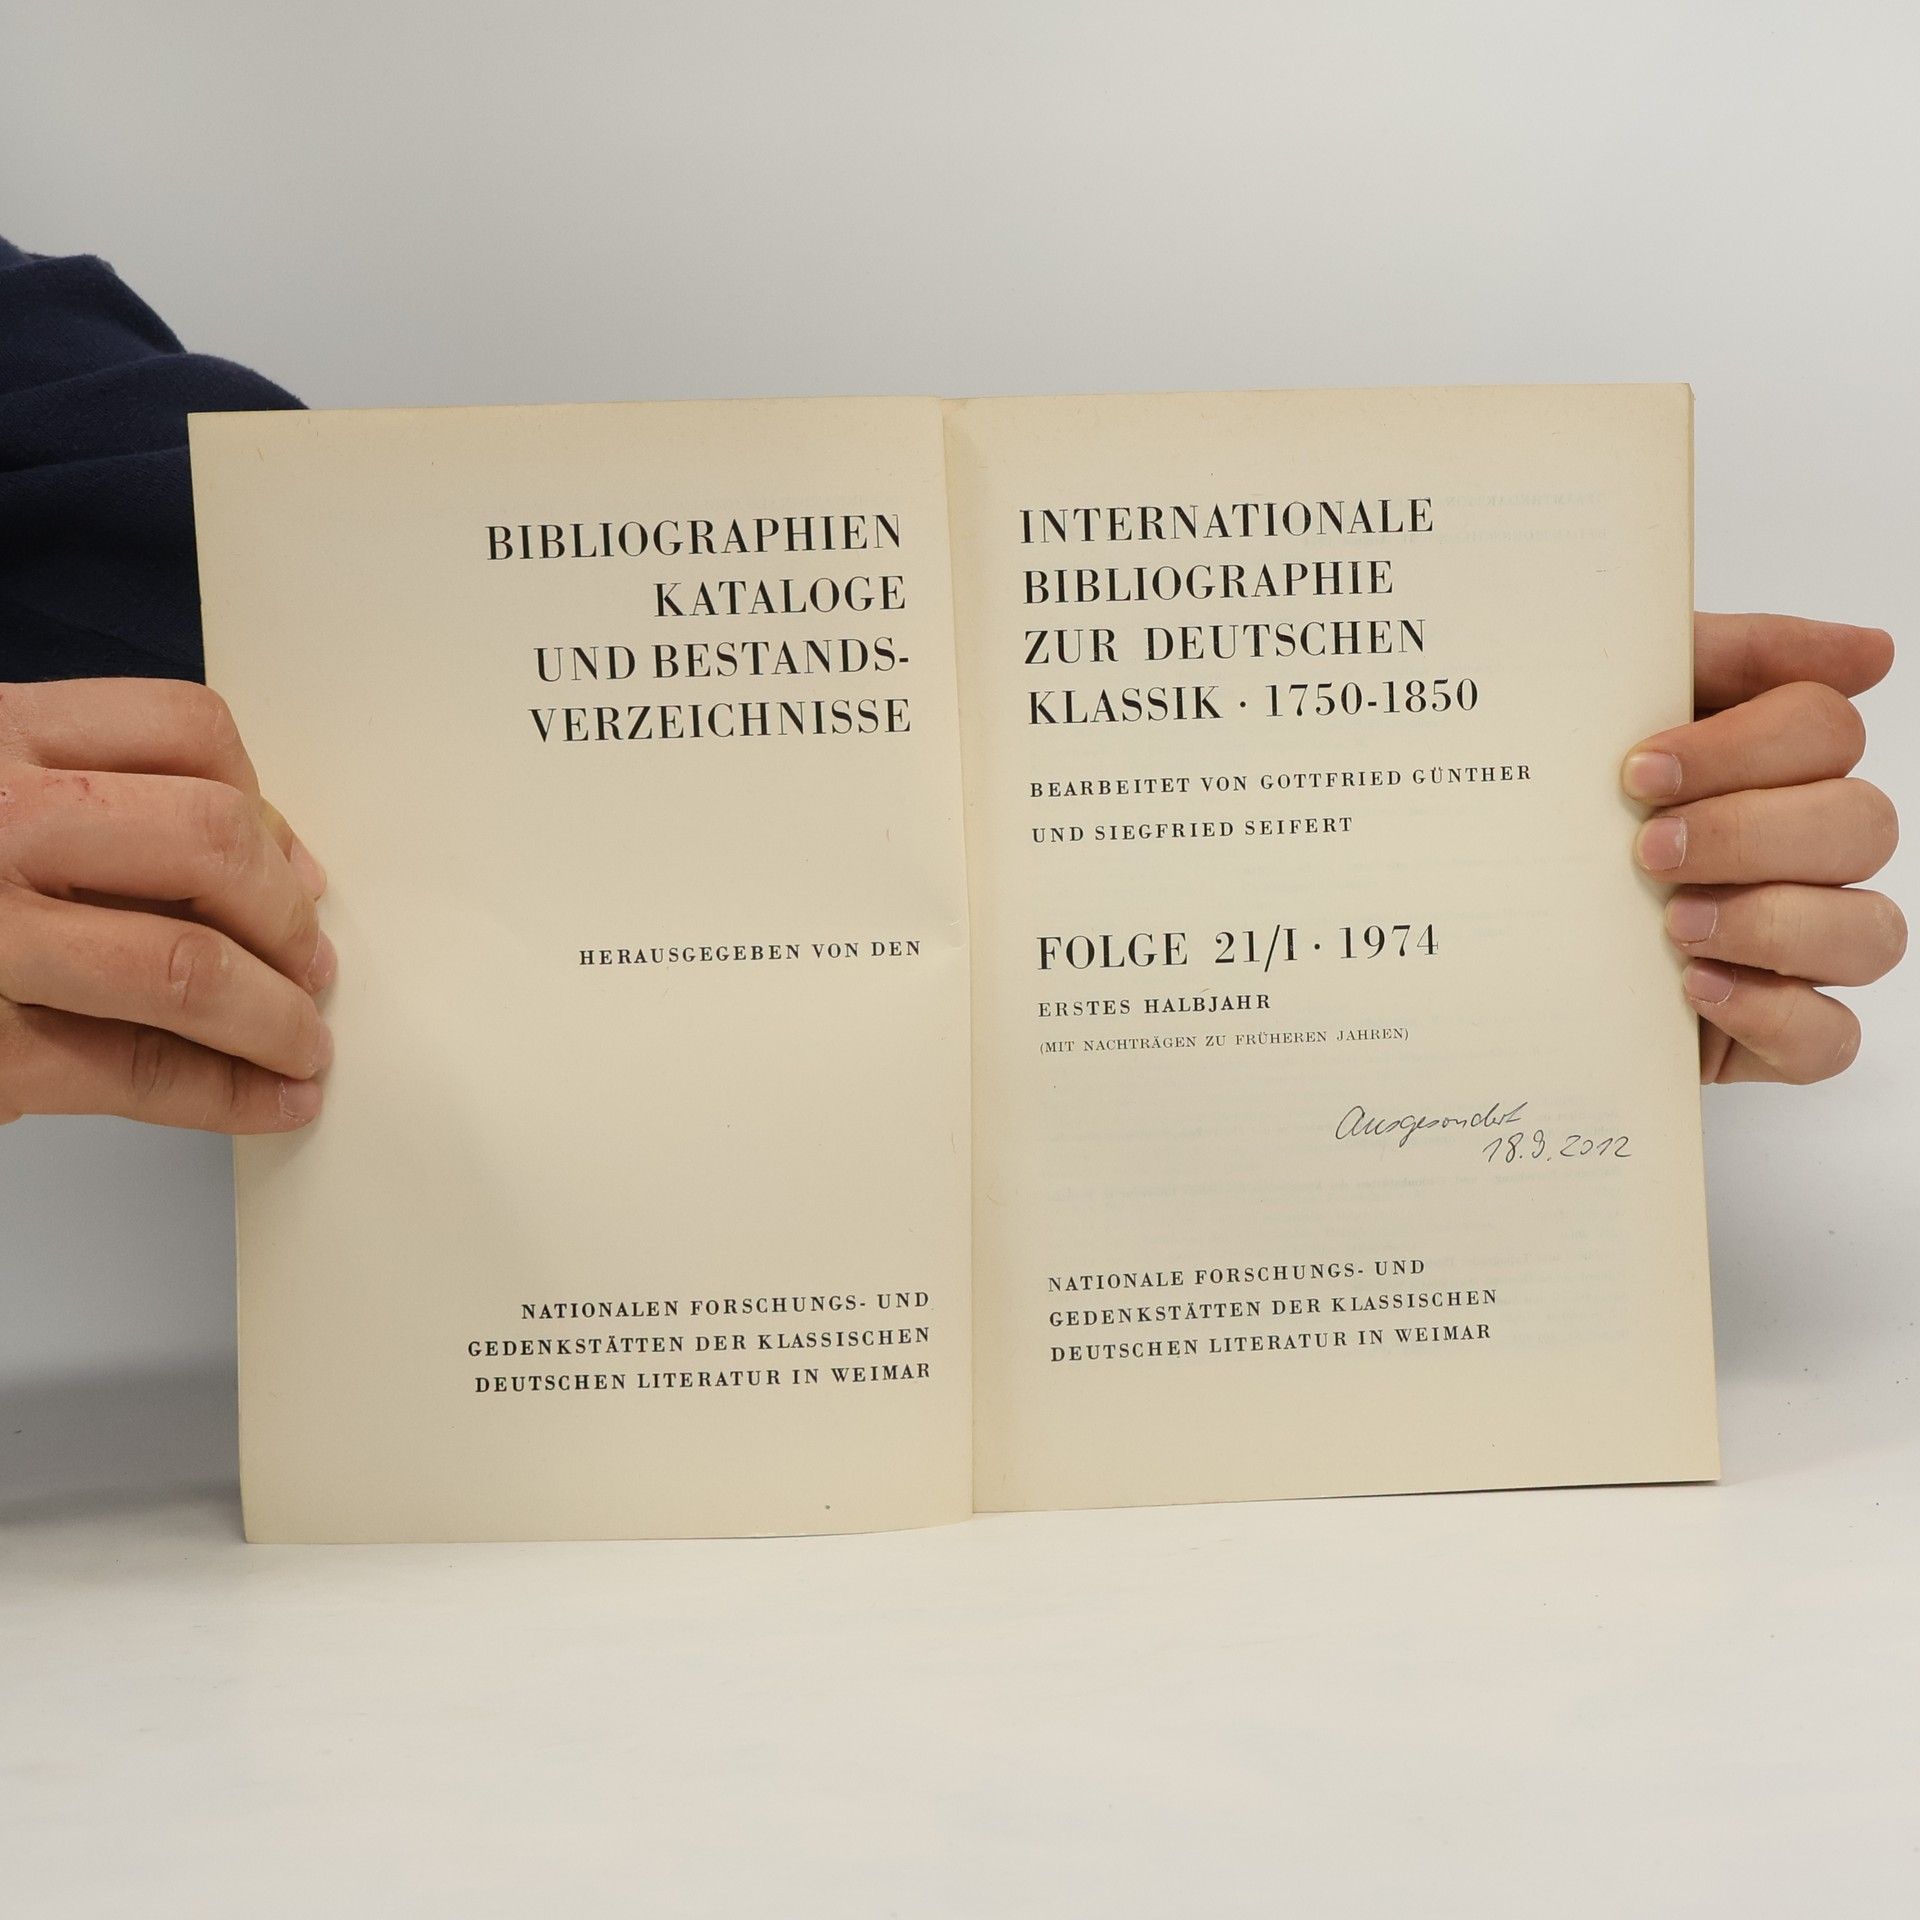 BIBLIOGRAPHIEN
KATALOGE
UND BESTANDS-
VERZEICHNISSE
HERAUSGEGEBEN VON DEN
NATIONALEN FORSCHUNGS- UND
GEDENKSTÄTTEN DER KLASSISCHEN
DEUTSCHEN LITERATUR IN WEIMAR
INTERNATIONALE
BIBLIOGRAPHIE
ZUR DEUTSCHEN
KLASSIK · 1750-1850
BEARBEITET VON GOTTFRIED GÜNTHER
UND SIEGFRIED SEIFERT
FOLGE 21/I · 1974
ERSTES HALBJAHR
(MIT NACHTRÄGEN ZU FRÜHEREN JAHREN)
Ausgesondert
18.9.2012
NATIONALE FORSCHUNGS- UND
GEDENKSTÄTTEN DER KLASSISCHEN
DEUTSCHEN LITERATUR IN WEIMAR